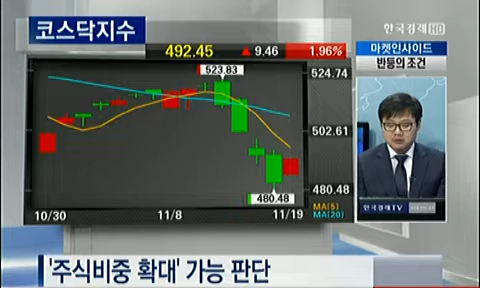 한국경제HD
코스닥지수
492.45 ▲ 9.46 1.96%
마켓인사이드
반등의 조건
523.83
524.74
502.61
480.48
480.48
10/30 11/8 11/19
MA(5)
MA(20)
한국경제TV
'주식비중 확대' 가능 판단